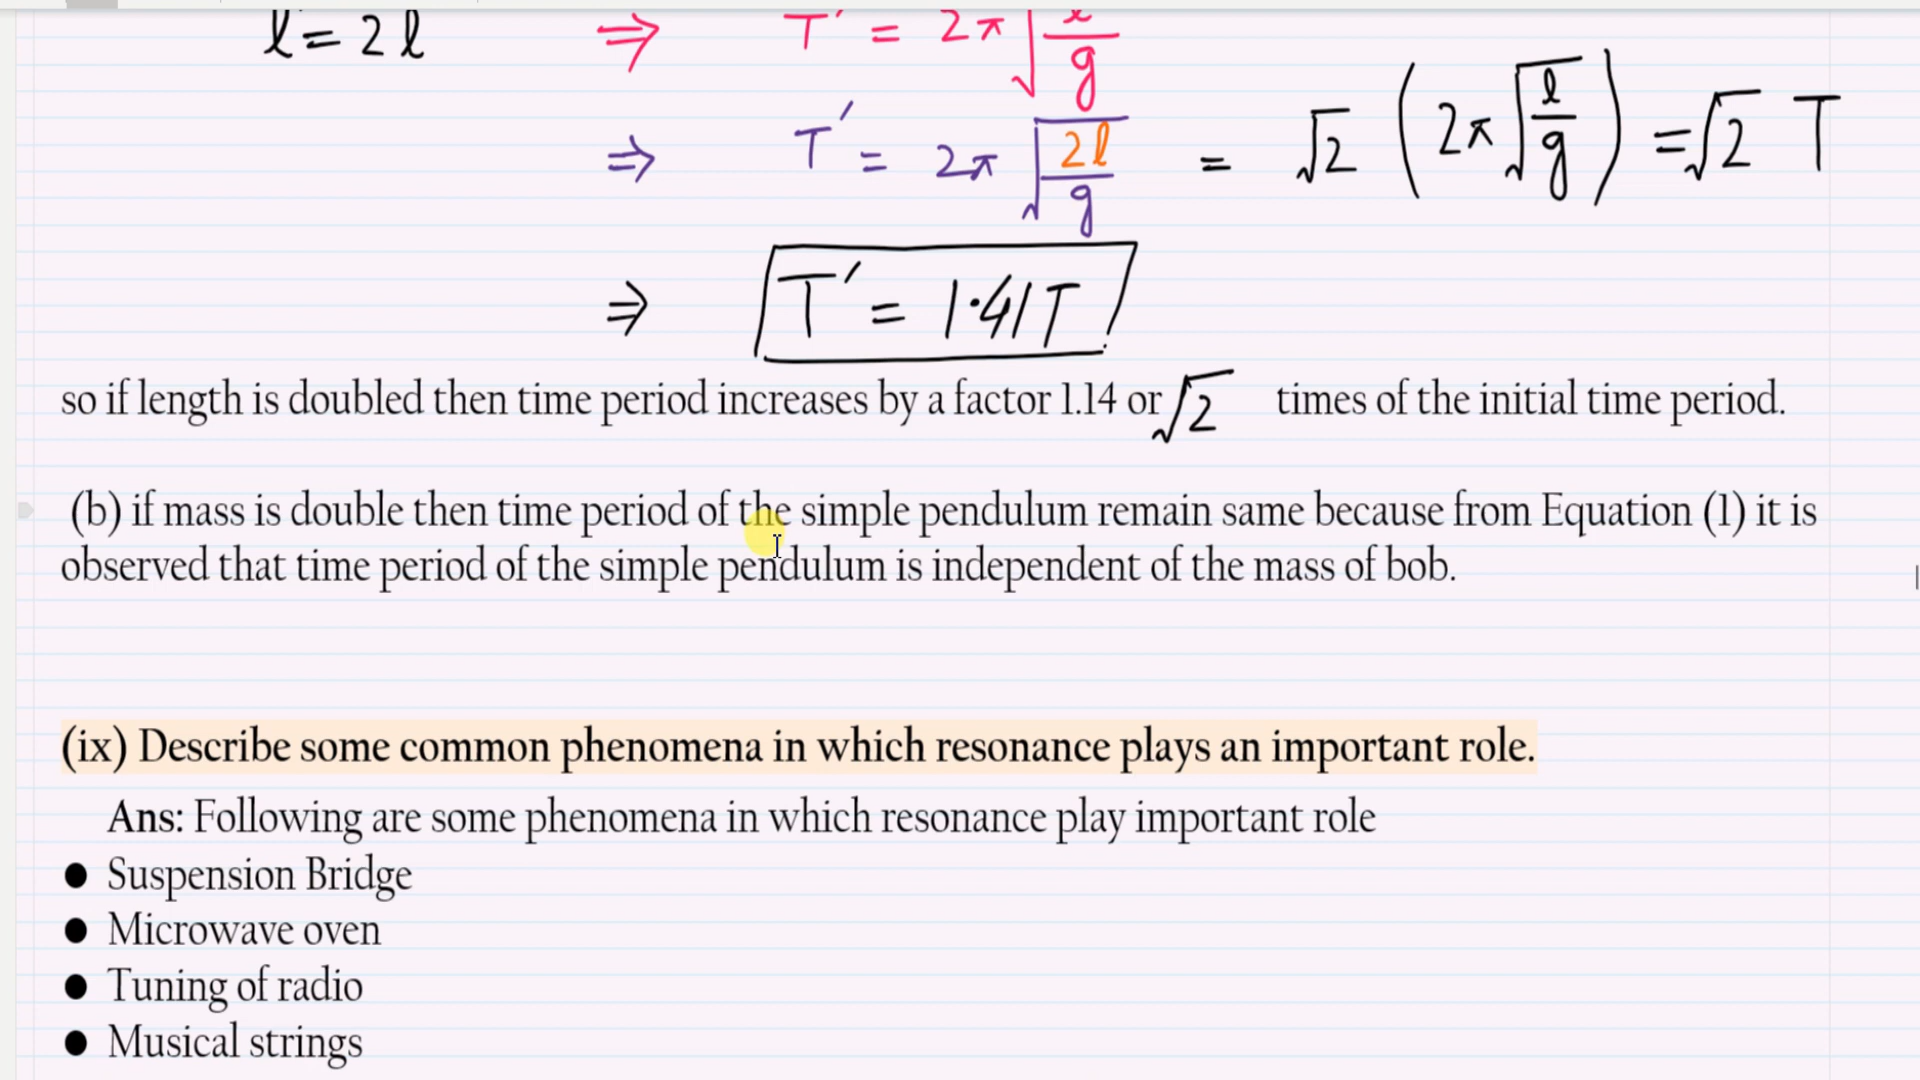 l' = 2l ⇒ T' = 2π√(l'/g)
⇒ T' = 2π√(2l/g) = √2 (2π√(l/g)) = √2 T
⇒ T' = 1.41T
so if length is doubled then time period increases by a factor 1.14 or √2 times of the initial time period.
(b) if mass is double then time period of the simple pendulum remain same because from Equation (1) it is
observed that time period of the simple pendulum is independent of the mass of bob.
(ix) Describe some common phenomena in which resonance plays an important role.
Ans: Following are some phenomena in which resonance play important role
● Suspension Bridge
● Microwave oven
● Tuning of radio
● Musical strings